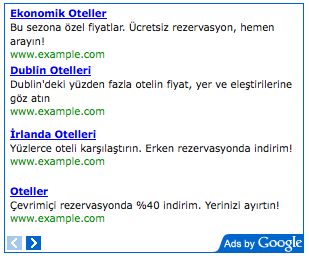 Ekonomik Oteller
Bu sezona özel fiyatlar. Ücretsiz rezervasyon, hemen
arayın!
www.example.com
Dublin Otelleri
Dublin'deki yüzden fazla otelin fiyat, yer ve eleştirilerine
göz atın
www.example.com
İrlanda Otelleri
Yüzlerce oteli karşılaştırın. Erken rezervasyonda indirim!
www.example.com
Oteller
Çevrimiçi rezervasyonda %40 indirim. Yerinizi ayırtın!
www.example.com
Ads by Google